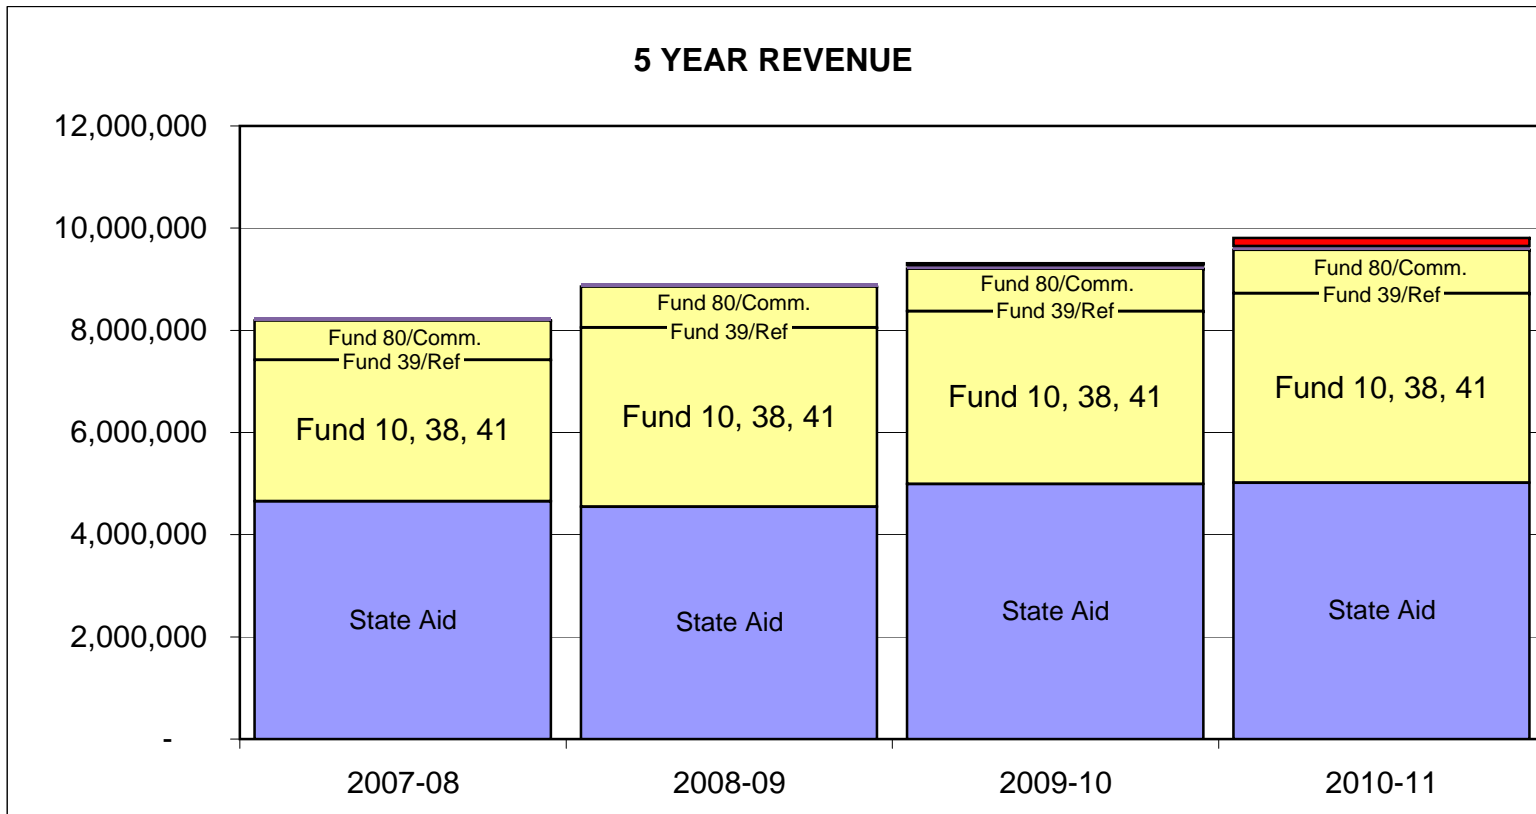 5 YEAR REVENUE
12,000,000
10,000,000
8,000,000
6,000,000
4,000,000
2,000,000
-
Fund 80/Comm.
Fund 39/Ref
Fund 10, 38, 41
State Aid
Fund 80/Comm.
Fund 39/Ref
Fund 10, 38, 41
State Aid
Fund 80/Comm.
Fund 39/Ref
Fund 10, 38, 41
State Aid
Fund 80/Comm.
Fund 39/Ref
Fund 10, 38, 41
State Aid
2007-08
2008-09
2009-10
2010-11